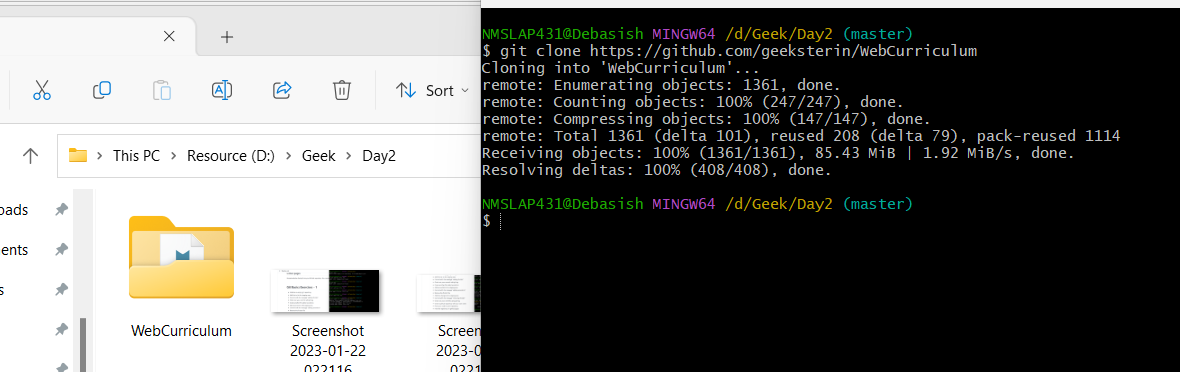 Sort
This PC > Resource (D:) > Geek > Day2
oads
ents
s
WebCurriculum
Screenshot
2023-01-22
022116
Screen
2023-0
0221
NMSLAP431@Debasish MINGW64 /d/Geek/Day2 (master)
$ git clone https://github.com/geeksterin/WebCurriculum
Cloning into 'WebCurriculum'...
remote: Enumerating objects: 1361, done.
remote: Counting objects: 100% (247/247), done.
remote: Compressing objects: 100% (147/147), done.
remote: Total 1361 (delta 101), reused 208 (delta 79), pack-reused 1114
Receiving objects: 100% (1361/1361), 85.43 MiB | 1.92 MiB/s, done.
Resolving deltas: 100% (408/408), done.
NMSLAP431@Debasish MINGW64 /d/Geek/Day2 (master)
$